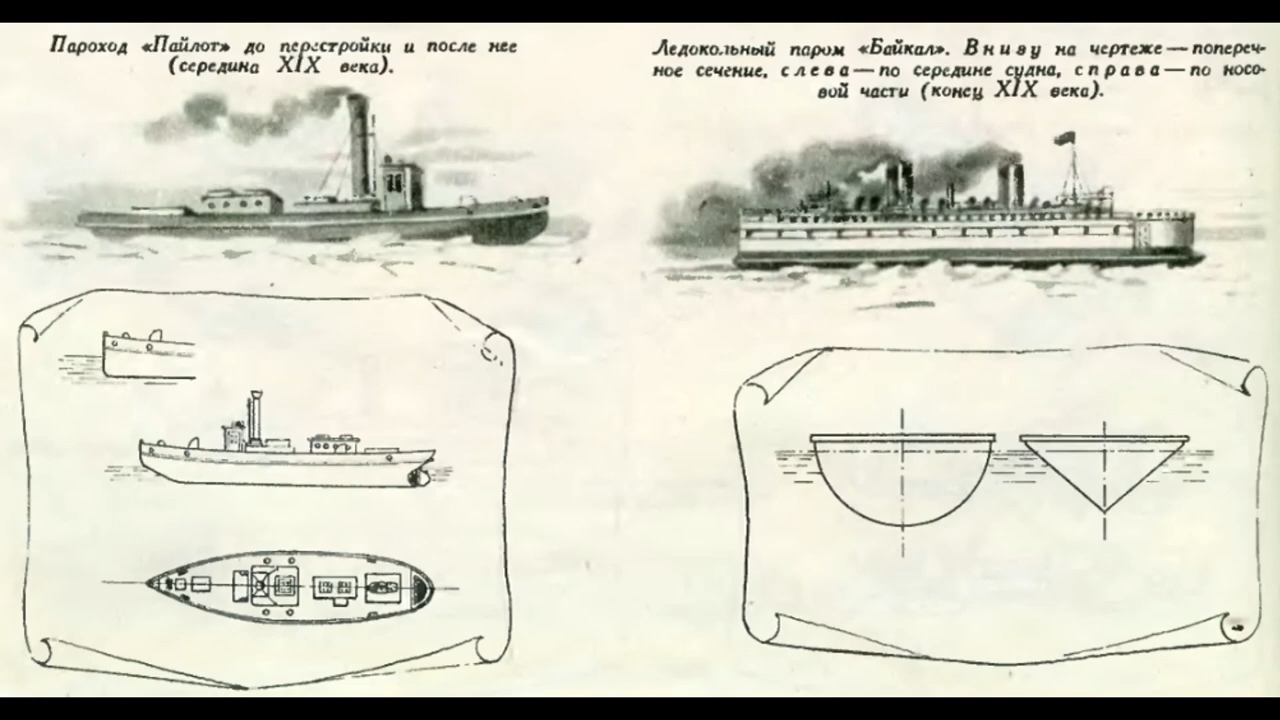 Пароход «Пайлот» до перестройки и после нее
(середина XIX века).
Ледокольный паром «Байкал». Внизу на чертеже — попереч-
ное сечение, слева — по середине судна, справа — по носо-
вой части (конец XIX века).